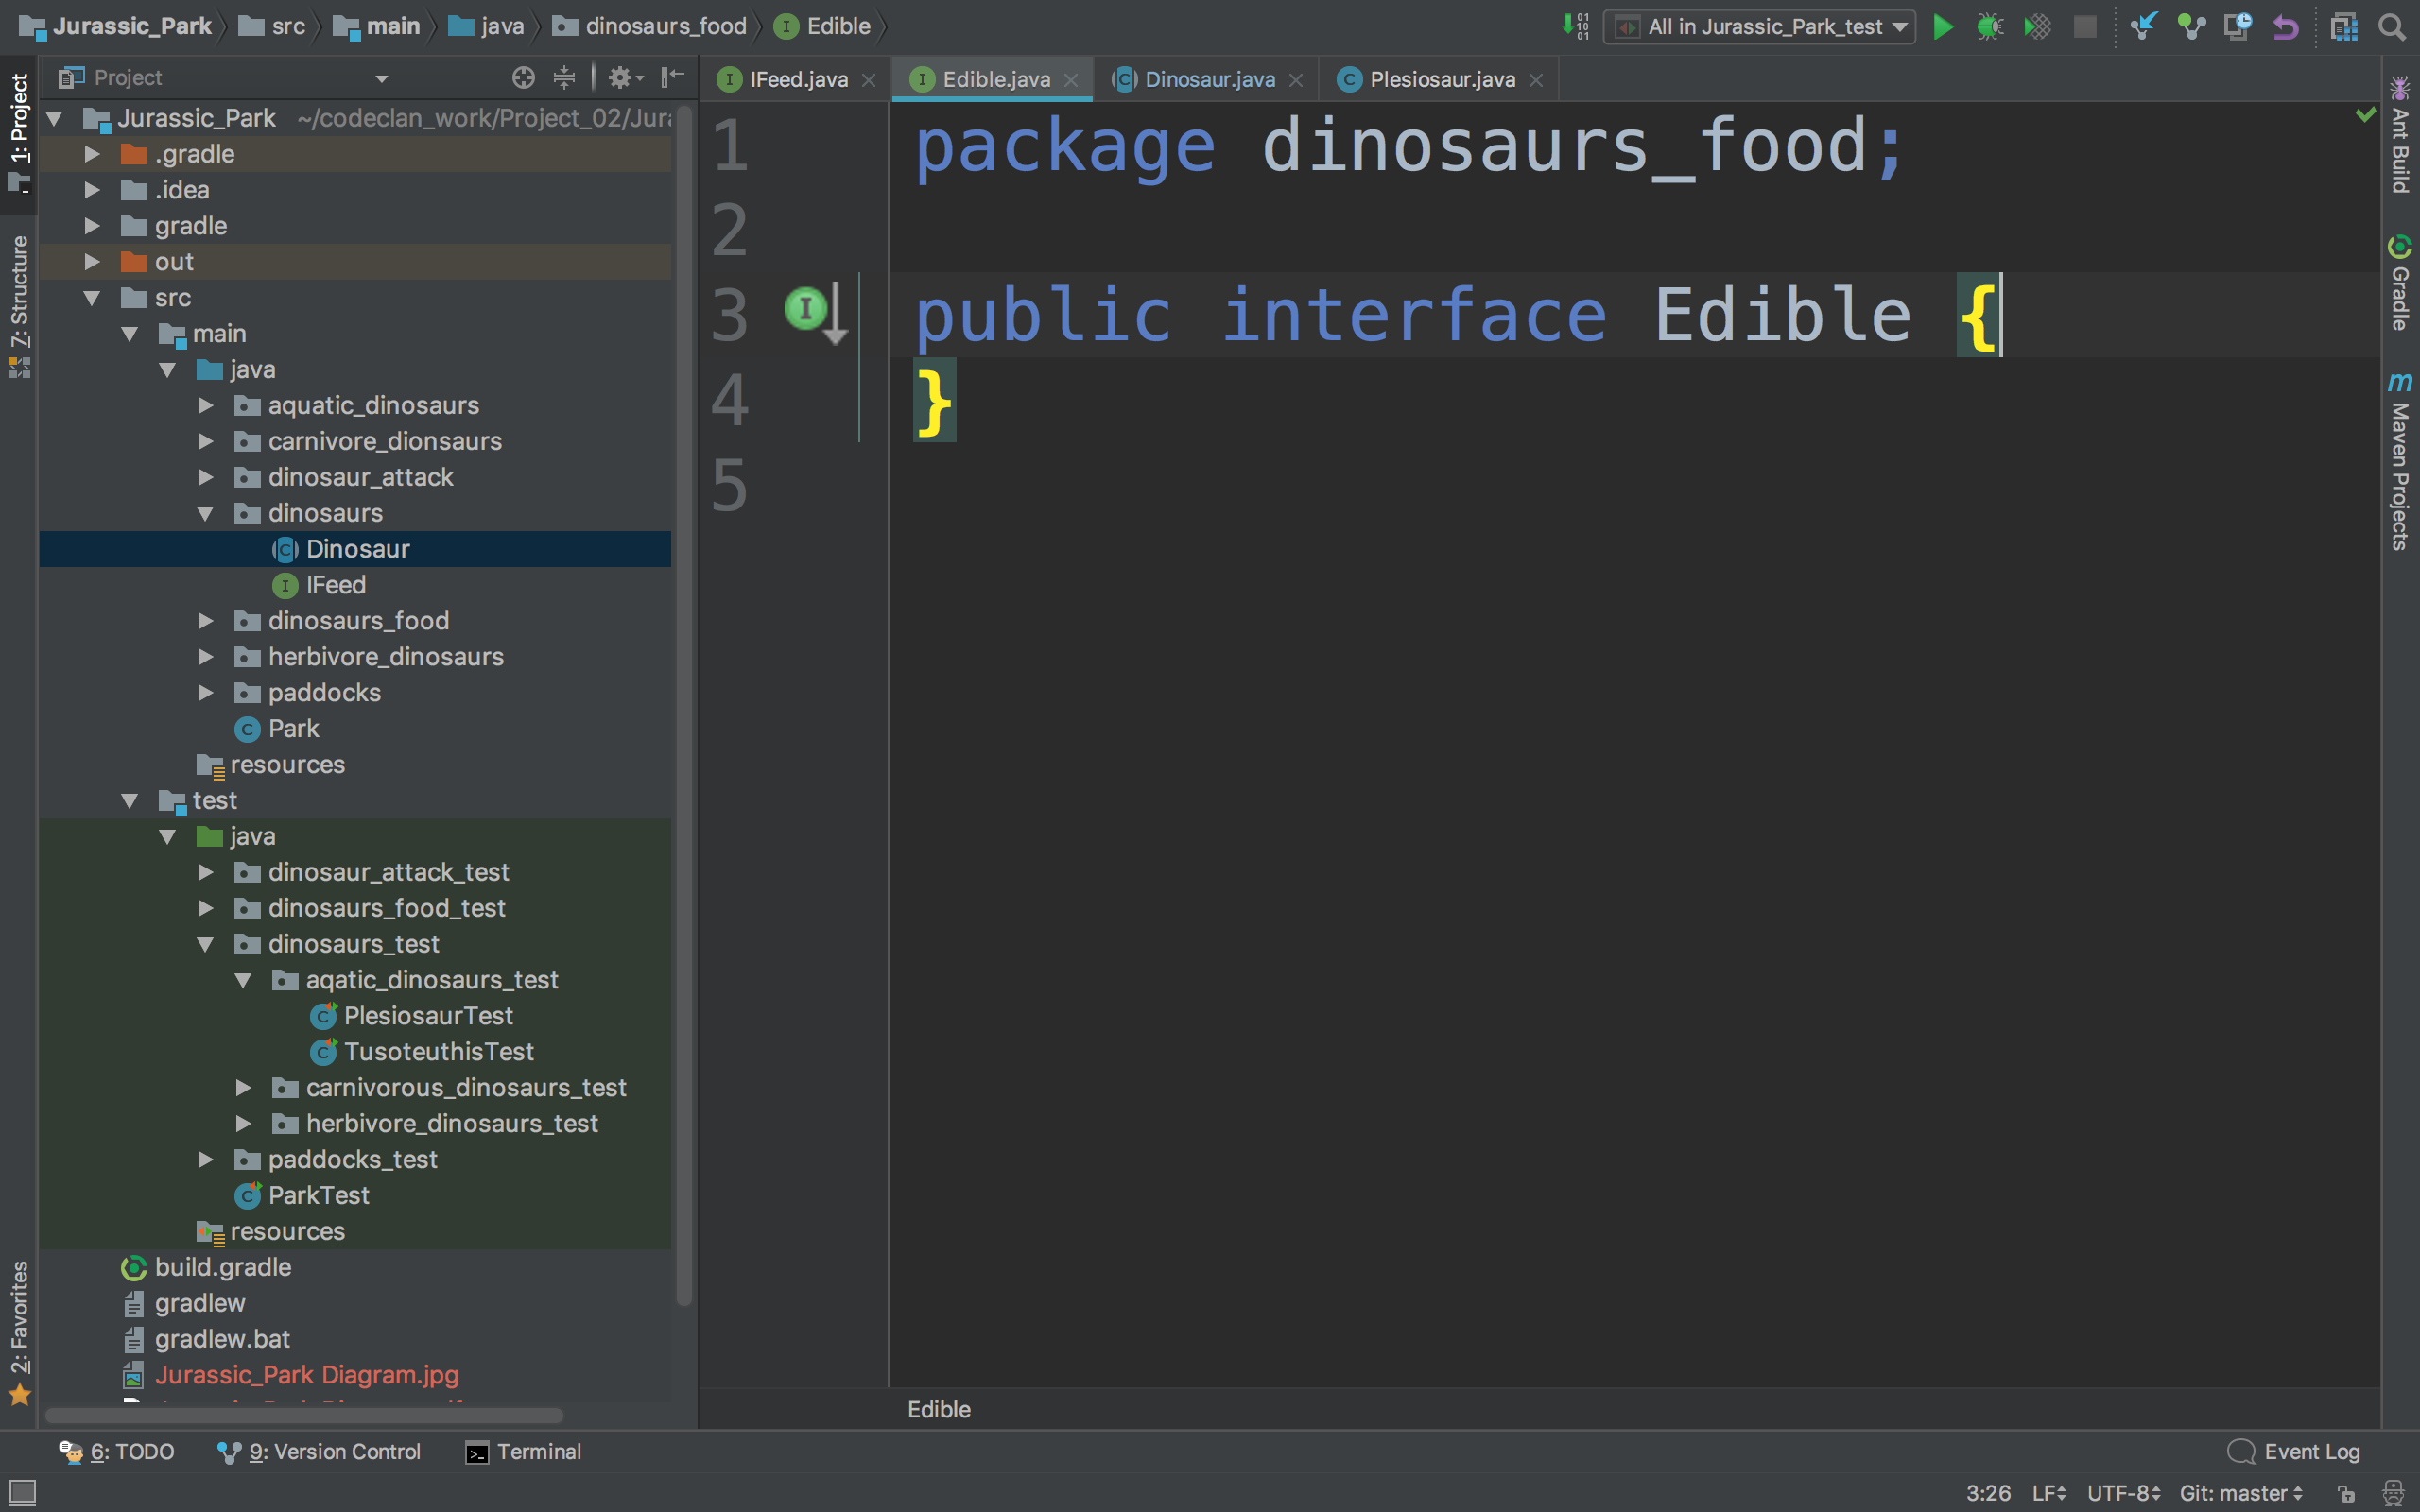 Jurassic_Park src main java dinosaurs_food Edible
All in Jurassic_Park_test
Project
IFeed.java Edible.java Dinosaur.java Plesiosaur.java
1: Project
7: Structure
2: Favorites
Jurassic_Park ~/codeclan_work/Project_02/Jura
.gradle
.idea
gradle
out
src
main
java
aquatic_dinosaurs
carnivore_dionsaurs
dinosaur_attack
dinosaurs
Dinosaur
IFeed
dinosaurs_food
herbivore_dinosaurs
paddocks
Park
resources
test
java
dinosaur_attack_test
dinosaurs_food_test
dinosaurs_test
aqatic_dinosaurs_test
PlesiosaurTest
TusoteuthisTest
carnivorous_dinosaurs_test
herbivore_dinosaurs_test
paddocks_test
ParkTest
resources
build.gradle
gradlew
gradlew.bat
Jurassic_Park Diagram.jpg
1 package dinosaurs_food;
2
3 public interface Edible {
4 }
5
Edible
Ant Build
Gradle
Maven Projects
6: TODO 9: Version Control Terminal Event Log
3:26 LF UTF-8 Git: master